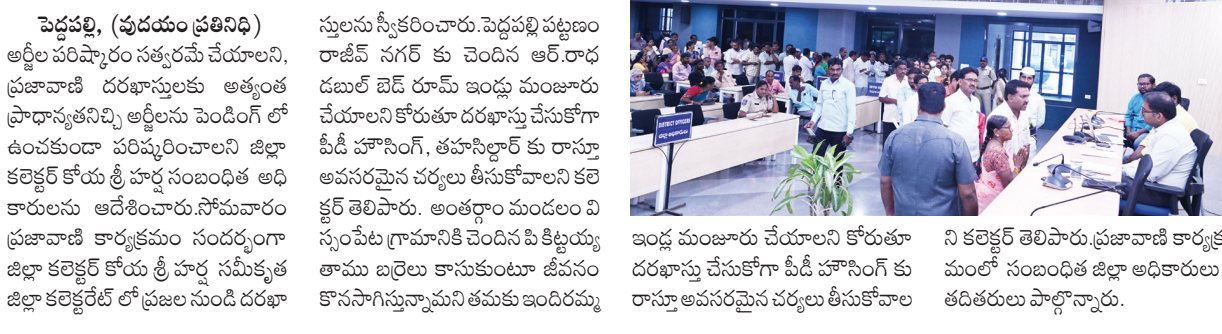 పెద్దపల్లి, (వుదయం ప్రతినిధి)
అర్జీల పరిష్కారం సత్వరమే చేయాలని,
ప్రజావాణి దరఖాస్తులకు అత్యంత
ప్రాధాన్యతనిచ్చి అర్జీలను పెండింగ్ లో
ఉంచకుండా పరిష్కరించాలని జిల్లా
కలెక్టర్ కోయ శ్రీ హర్ష సంబంధిత అధి
కారులను ఆదేశించారు.సోమవారం
ప్రజావాణి కార్యక్రమం సందర్భంగా
జిల్లా కలెక్టర్ కోయ శ్రీ హర్ష సమీకృత
జిల్లా కలెక్టరేట్ లో ప్రజల నుండి దరఖా
స్తులను స్వీకరించారు.పెద్దపల్లి పట్టణం
రాజీవ్ నగర్ కు చెందిన ఆర్.రాధ
డబుల్ బెడ్ రూమ్ ఇండ్లు మంజూరు
చేయాలని కోరుతూ దరఖాస్తు చేసుకోగా
పీడీ హౌసింగ్, తహసిల్దార్ కు రాస్తూ
అవసరమైన చర్యలు తీసుకోవాలని కలె
క్టర్ తెలిపారు. అంతర్గాం మండలం వి
స్సంపేట గ్రామానికి చెందిన పి కిట్టయ్య
తాము బర్రెలు కాసుకుంటూ జీవనం
కొనసాగిస్తున్నామని తమకు ఇందిరమ్మ
DISTRICT OFFICERS
జిల్లా అధికారులు
ఇండ్ల మంజూరు చేయాలని కోరుతూ
దరఖాస్తు చేసుకోగా పీడీ హౌసింగ్ కు
రాస్తూ అవసరమైన చర్యలు తీసుకోవాల
ని కలెక్టర్ తెలిపారు.ప్రజావాణి కార్యక్ర
మంలో సంబంధిత జిల్లా అధికారులు
తదితరులు పాల్గొన్నారు.